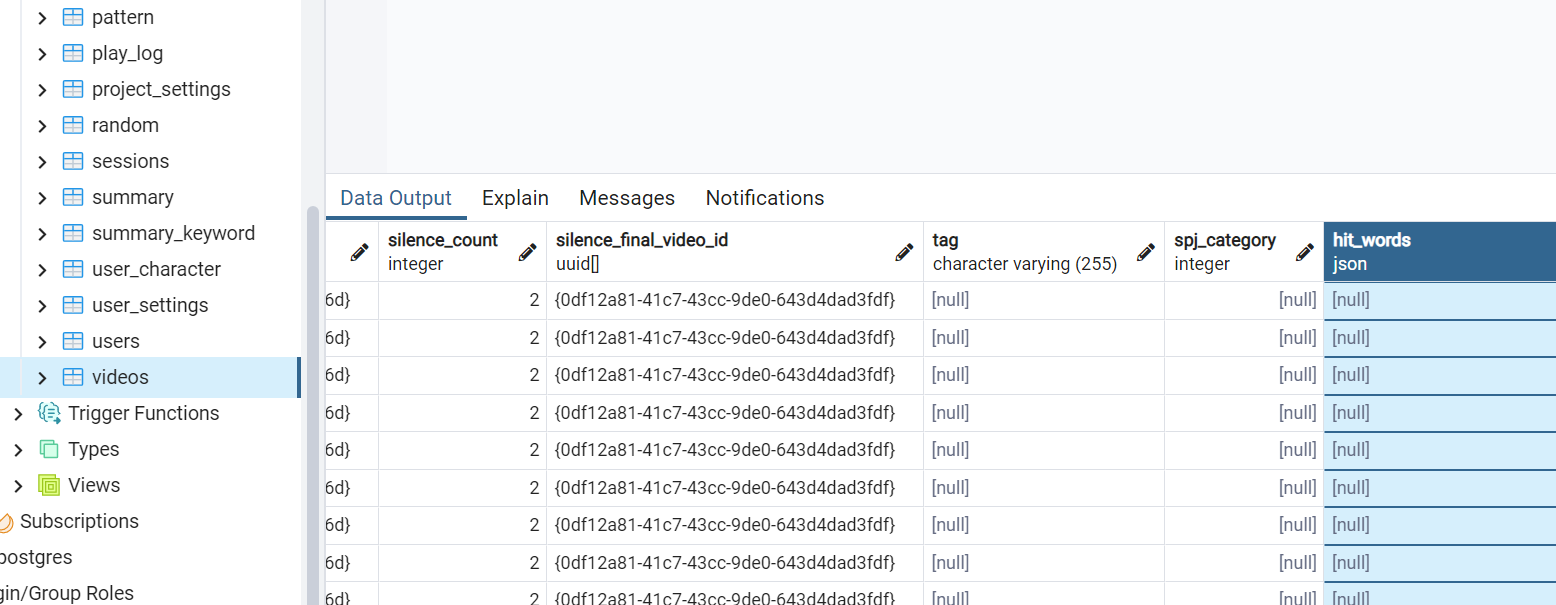 pattern
play_log
project_settings
random
sessions
summary
summary_keyword
user_character
user_settings
users
videos
Trigger Functions
Types
Views
Subscriptions
postgres
gin/Group Roles
Data Output Explain Messages Notifications
silence_count silence_final_video_id tag spj_category hit_words
integer uuid[] character varying (255) integer json
6d} 2 {0df12a81-41c7-43cc-9de0-643d4dad3fdf} [null] [null] [null]
6d} 2 {0df12a81-41c7-43cc-9de0-643d4dad3fdf} [null] [null] [null]
6d} 2 {0df12a81-41c7-43cc-9de0-643d4dad3fdf} [null] [null] [null]
6d} 2 {0df12a81-41c7-43cc-9de0-643d4dad3fdf} [null] [null] [null]
6d} 2 {0df12a81-41c7-43cc-9de0-643d4dad3fdf} [null] [null] [null]
6d} 2 {0df12a81-41c7-43cc-9de0-643d4dad3fdf} [null] [null] [null]
6d} 2 {0df12a81-41c7-43cc-9de0-643d4dad3fdf} [null] [null] [null]
6d} 2 {0df12a81-41c7-43cc-9de0-643d4dad3fdf} [null] [null] [null]
6d} 2 {0df12a81-41c7-43cc-9de0-643d4dad3fdf} [null] [null] [null]